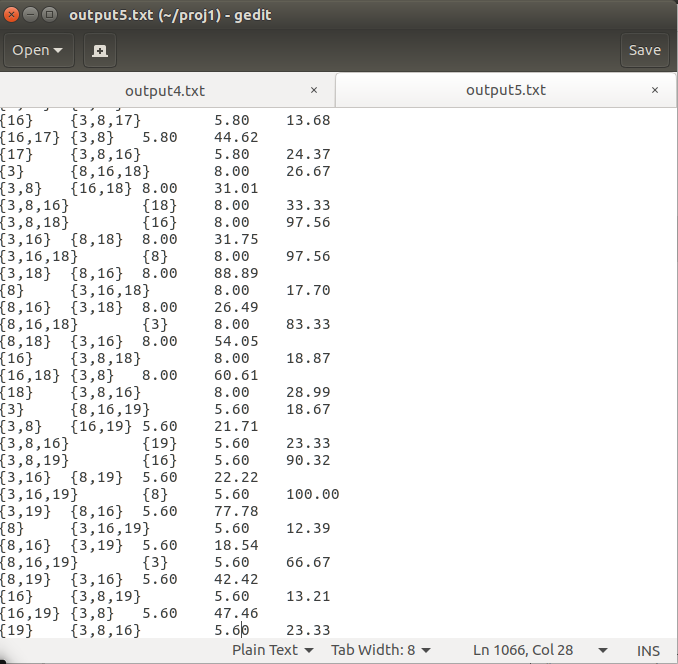 output5.txt (~/proj1) - gedit
Open Save
output4.txt × output5.txt ×
{16} {3,8,17} 5.80 13.68
{16,17} {3,8} 5.80 44.62
{17} {3,8,16} 5.80 24.37
{3} {8,16,18} 8.00 26.67
{3,8} {16,18} 8.00 31.01
{3,8,16} {18} 8.00 33.33
{3,8,18} {16} 8.00 97.56
{3,16} {8,18} 8.00 31.75
{3,16,18} {8} 8.00 97.56
{3,18} {8,16} 8.00 88.89
{8} {3,16,18} 8.00 17.70
{8,16} {3,18} 8.00 26.49
{8,16,18} {3} 8.00 83.33
{8,18} {3,16} 8.00 54.05
{16} {3,8,18} 8.00 18.87
{16,18} {3,8} 8.00 60.61
{18} {3,8,16} 8.00 28.99
{3} {8,16,19} 5.60 18.67
{3,8} {16,19} 5.60 21.71
{3,8,16} {19} 5.60 23.33
{3,8,19} {16} 5.60 90.32
{3,16} {8,19} 5.60 22.22
{3,16,19} {8} 5.60 100.00
{3,19} {8,16} 5.60 77.78
{8} {3,16,19} 5.60 12.39
{8,16} {3,19} 5.60 18.54
{8,16,19} {3} 5.60 66.67
{8,19} {3,16} 5.60 42.42
{16} {3,8,19} 5.60 13.21
{16,19} {3,8} 5.60 47.46
{19} {3,8,16} 5.60 23.33
Plain Text Tab Width: 8 Ln 1066, Col 28 INS